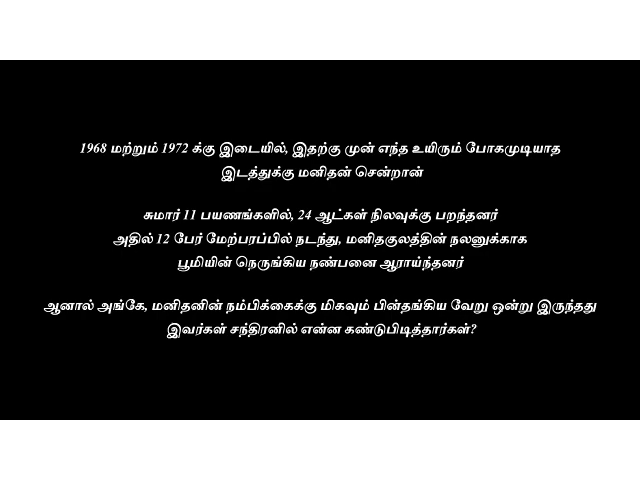 1968 மற்றும் 1972 க்கு இடையில், இதற்கு முன் எந்த உயிரும் போகமுடியாத
இடத்துக்கு மனிதன் சென்றான்
சுமார் 11 பயணங்களில், 24 ஆட்கள் நிலவுக்கு பறந்தனர்
அதில் 12 பேர் மேற்பரப்பில் நடந்து, மனிதகுலத்தின் நலனுக்காக
பூமியின் நெருங்கிய நண்பனை ஆராய்ந்தனர்
ஆனால் அங்கே, மனிதனின் நம்பிக்கைக்கு மிகவும் பின்தங்கிய வேறு ஒன்று இருந்தது
இவர்கள் சந்திரனில் என்ன கண்டுபிடித்தார்கள்?